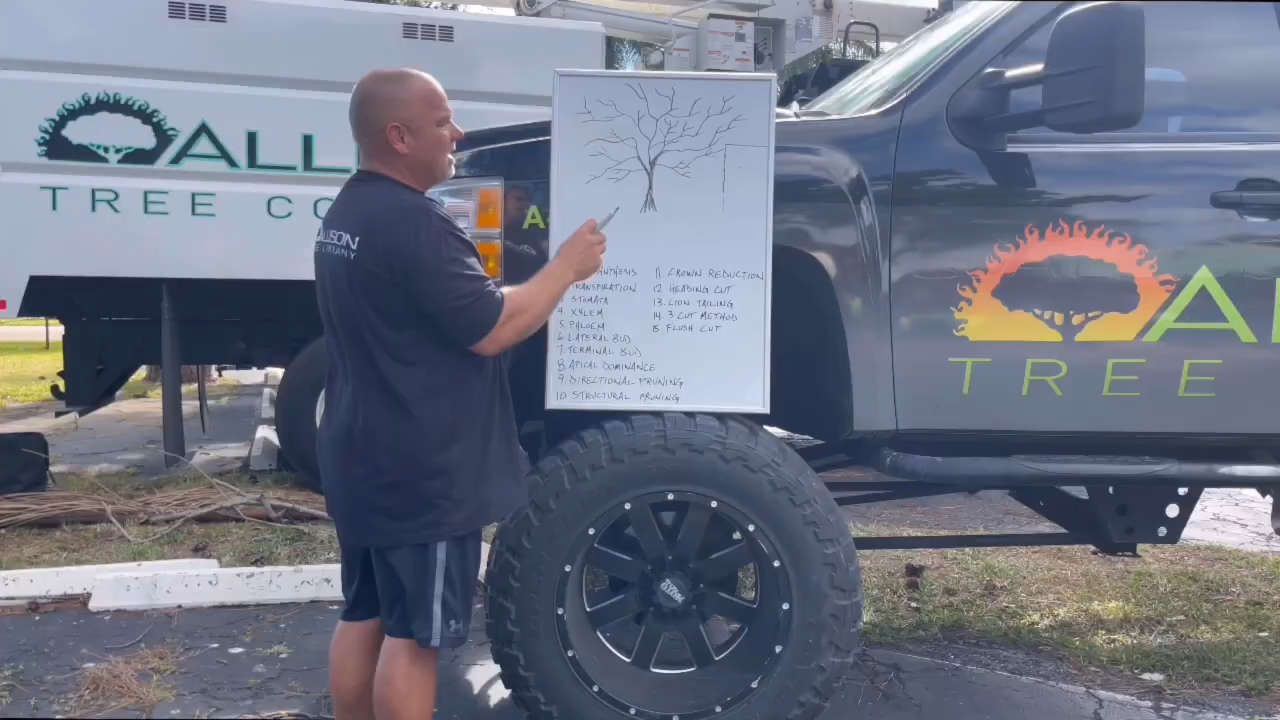 ALLI
TREE CO
ALLISON
A
TRANSPIRATION
STOMATA
4. XYLEM
5. PHLOEM
6. LATERAL BUD
7. TERMINAL BUD
8. APICAL DOMINANCE
9. DIRECTIONAL PRUNING
10. STRUCTURAL PRUNING
11. CROWN REDUCTION
12. HEADING CUT
13. LION TAILING
14. 3 CUT METHOD
15. FLUSH CUT
AL
TREE